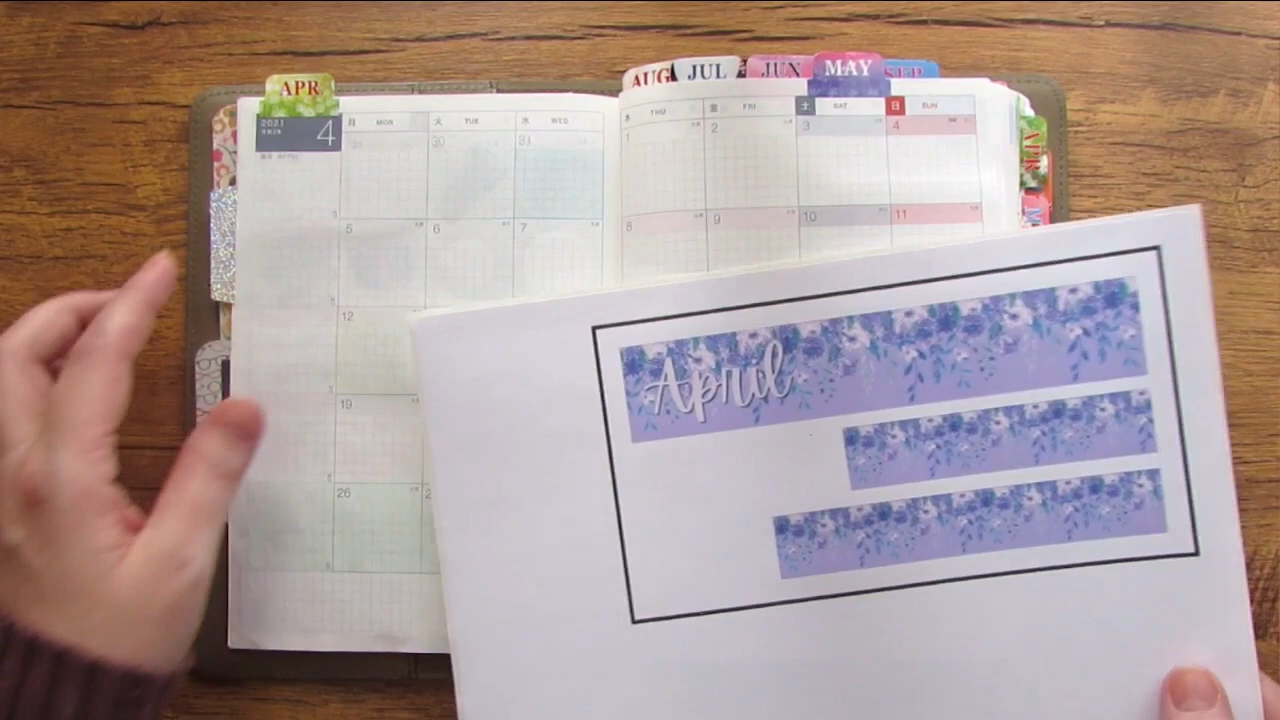 APR
AUG
JUL
JUN
MAY
SEP
2021
4
月 MON
火 TUE
水 WED
木 THU
金 FRI
土 SAT
日 SUN
29
30
31
1
2
3
4
5
6
7
8
9
10
11
12
19
26
2
APR
April